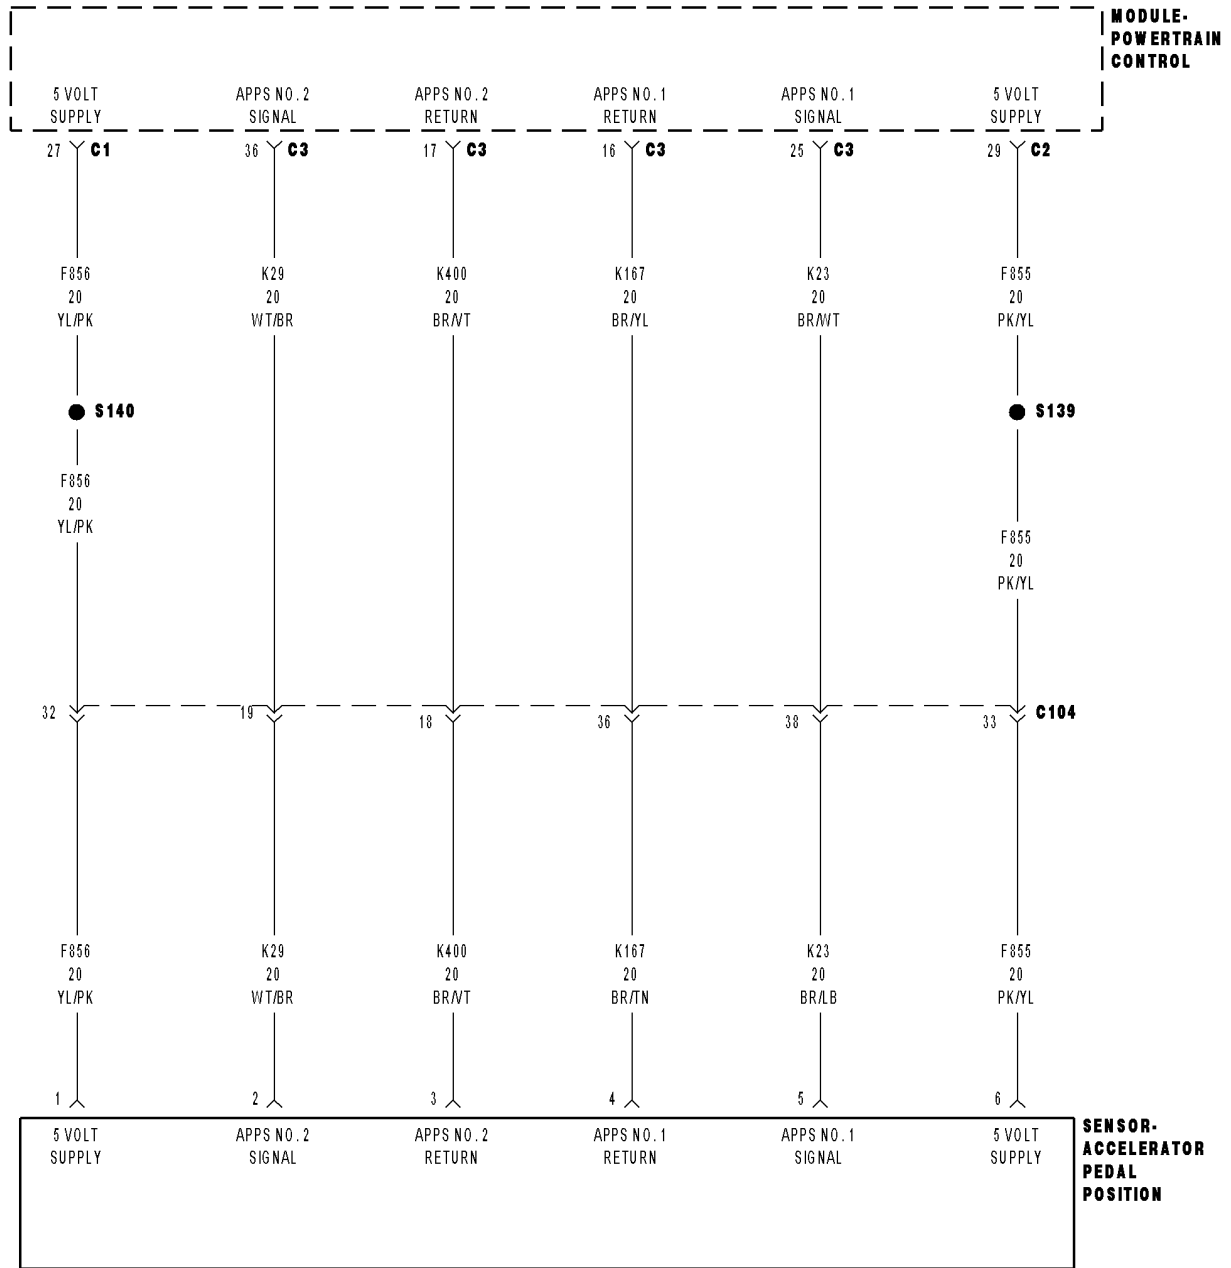 MODULE-
POWERTRAIN
CONTROL
5 VOLT
SUPPLY
APPS NO. 2
SIGNAL
APPS NO. 2
RETURN
APPS NO. 1
RETURN
APPS NO. 1
SIGNAL
5 VOLT
SUPPLY
27 C1
36 C3
17 C3
16 C3
25 C3
29 C2
F856
20
YL/PK
K29
20
WT/BR
K400
20
BR/VT
K167
20
BR/YL
K23
20
BR/WT
F855
20
PK/YL
S140
S139
F856
20
YL/PK
F855
20
PK/YL
32
19
18
36
38
33
C104
F856
20
YL/PK
K29
20
WT/BR
K400
20
BR/VT
K167
20
BR/TN
K23
20
BR/LB
F855
20
PK/YL
1
2
3
4
5
6
5 VOLT
SUPPLY
APPS NO. 2
SIGNAL
APPS NO. 2
RETURN
APPS NO. 1
RETURN
APPS NO. 1
SIGNAL
5 VOLT
SUPPLY
SENSOR-
ACCELERATOR
PEDAL
POSITION